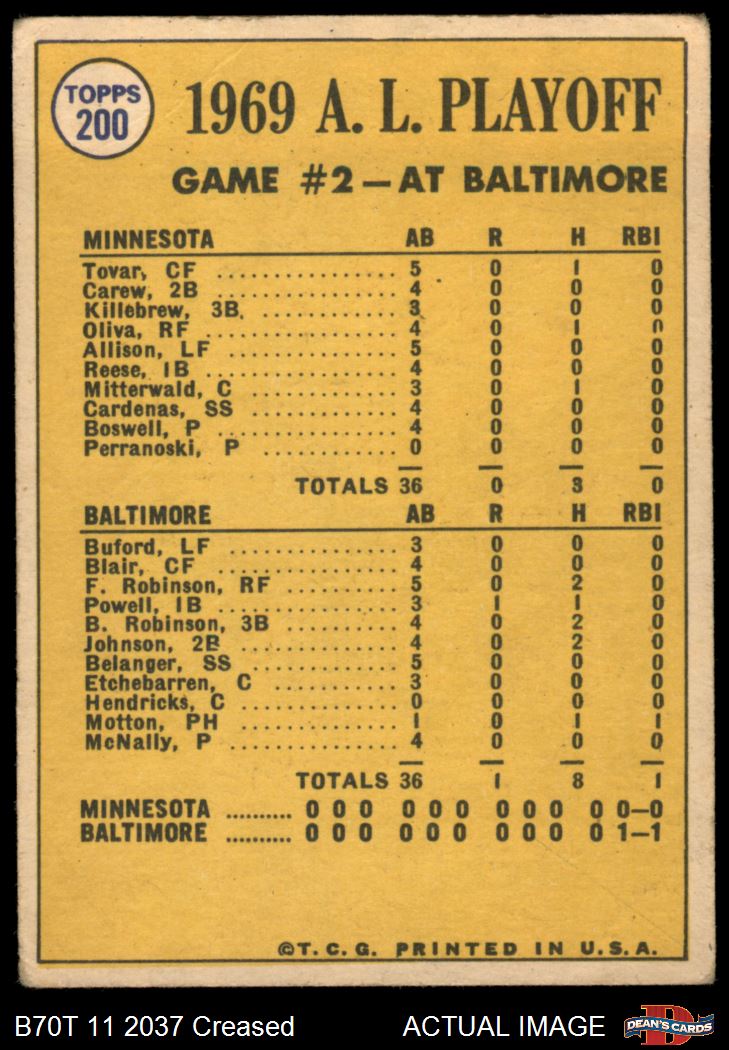 TOPPS
200
1969 A. L. PLAYOFF
GAME #2 — AT BALTIMORE
MINNESOTA AB R H RBI
Tovar, CF ................ 5 0 1 0
Carew, 2B ................ 4 0 0 0
Killebrew, 3B. ............ 3 0 0 0
Oliva, RF ................ 4 0 1 0
Allison, LF ............... 5 0 0 0
Reese, 1B ................ 4 0 0 0
Mitterwald, C ............. 3 0 1 0
Cardenas, SS ............. 4 0 0 0
Boswell, P ................ 4 0 0 0
Perranoski, P .............. 0 0 0 0
TOTALS 36 0 3 0
BALTIMORE AB R H RBI
Buford, LF ............... 3 0 0 0
Blair, CF ................ 4 0 0 0
F. Robinson, RF .......... 5 0 2 0
Powell, 1B ................ 3 1 1 0
B. Robinson, 3B .......... 4 0 2 0
Johnson, 2B .............. 4 0 2 0
Belanger, SS ............. 5 0 0 0
Etchebarren, C ........... 3 0 0 0
Hendricks, C ............. 0 0 0 0
Motton, PH .............. 1 0 1 1
McNally, P ............... 4 0 0 0
TOTALS 36 1 8 1
MINNESOTA .......... 0 0 0 0 0 0 0 0 0 0 0—0
BALTIMORE .......... 0 0 0 0 0 0 0 0 0 0 1—1
©T. C. G. PRINTED IN U. S. A.
B70T 11 2037 Creased ACTUAL IMAGE
D
DEAN'S CARDS